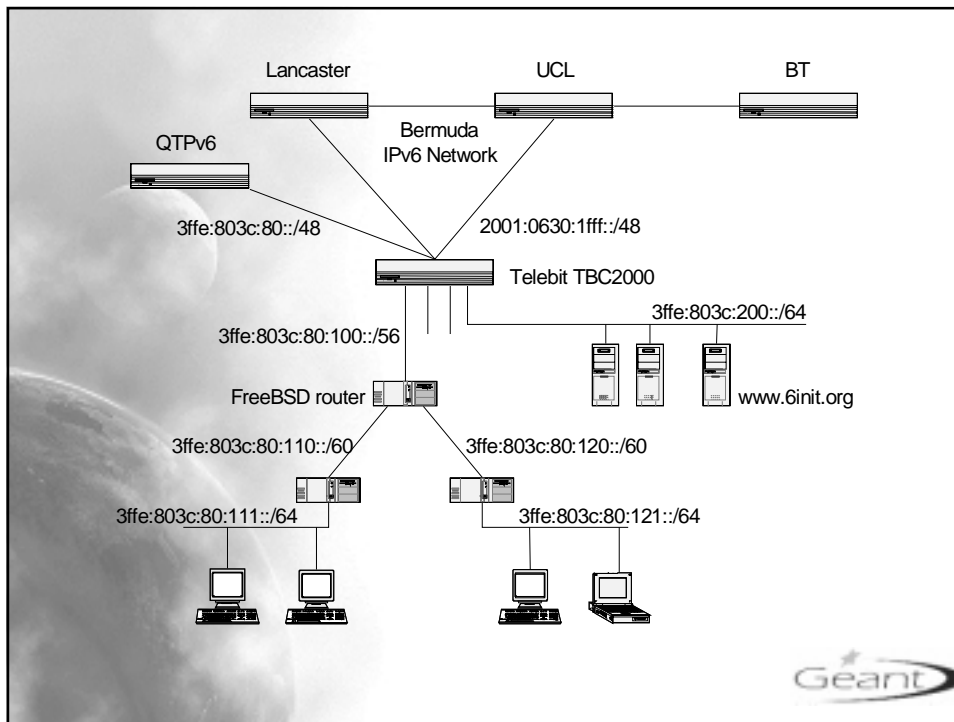 Lancaster
UCL
BT
Bermuda
IPv6 Network
QTPv6
3ffe:803c:80::/48
2001:0630:1fff::/48
Telebit TBC2000
3ffe:803c:200::/64
3ffe:803c:80:100::/56
FreeBSD router
www.6init.org
3ffe:803c:80:110::/60
3ffe:803c:80:120::/60
3ffe:803c:80:111::/64
3ffe:803c:80:121::/64
Geant